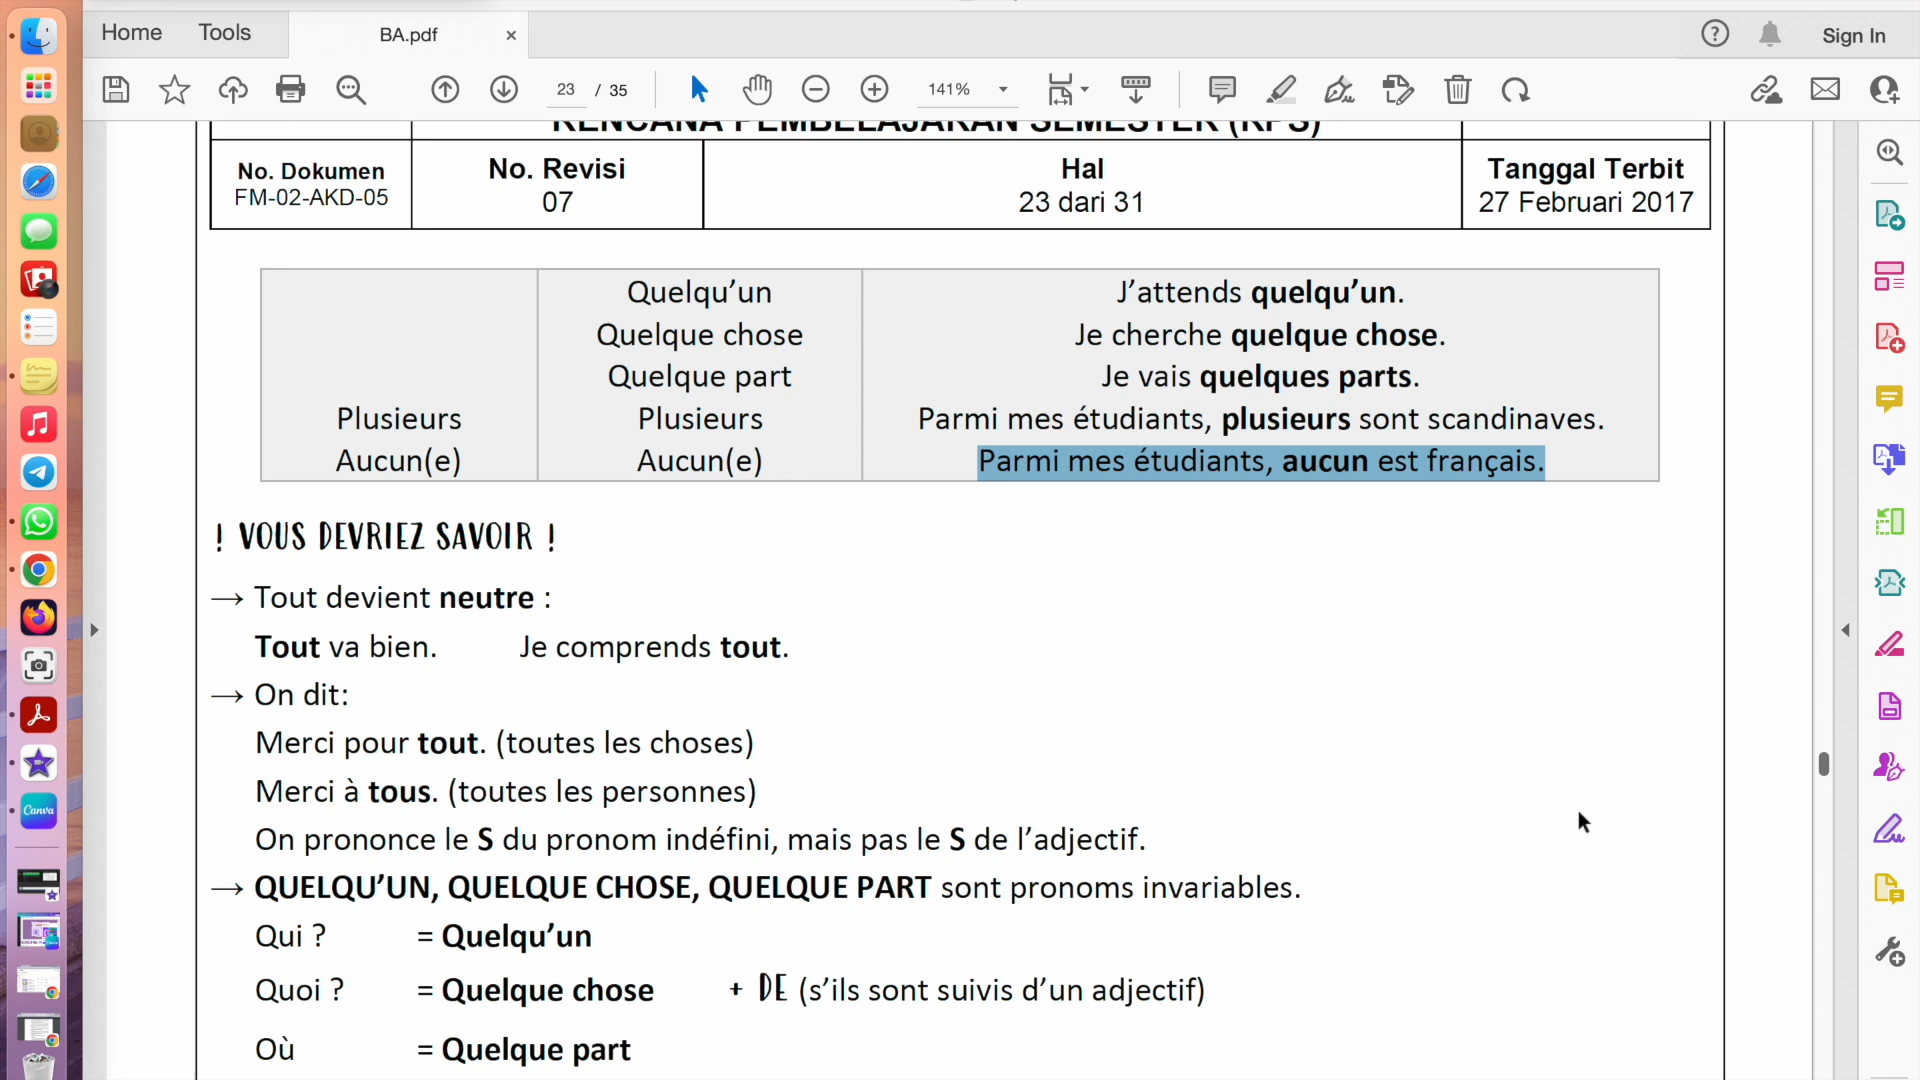 Home Tools BA.pdf × Sign In
23 / 35 141%
RENCANA PEMBELAJARAN SEMESTER (RPS)
No. Dokumen No. Revisi Hal Tanggal Terbit
FM-02-AKD-05 07 23 dari 31 27 Februari 2017
Quelqu’un J’attends quelqu’un.
Quelque chose Je cherche quelque chose.
Quelque part Je vais quelques parts.
Plusieurs Plusieurs Parmi mes étudiants, plusieurs sont scandinaves.
Aucun(e) Aucun(e) Parmi mes étudiants, aucun est français.
! VOUS DEVRIEZ SAVOIR !
→ Tout devient neutre :
Tout va bien. Je comprends tout.
→ On dit:
Merci pour tout. (toutes les choses)
Merci à tous. (toutes les personnes)
On prononce le S du pronom indéfini, mais pas le S de l’adjectif.
→ QUELQU’UN, QUELQUE CHOSE, QUELQUE PART sont pronoms invariables.
Qui ? = Quelqu’un
Quoi ? = Quelque chose + DE (s’ils sont suivis d’un adjectif)
Où = Quelque part
Canva